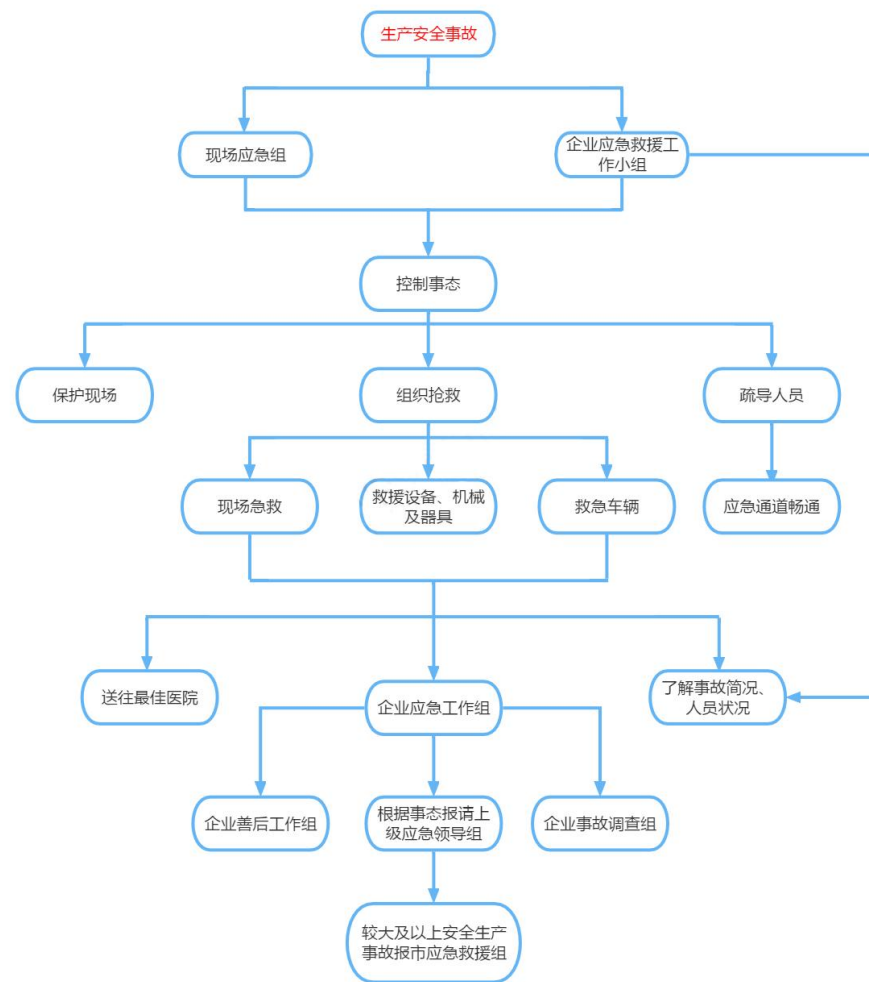 生产安全事故
现场应急组
企业应急救援工
作小组
控制事态
保护现场
组织抢救
疏导人员
现场急救
救援设备、机械
及器具
救急车辆
应急通道畅通
送往最佳医院
企业应急工作组
了解事故简况、
人员状况
企业善后工作组
根据事态报请上
级应急领导组
企业事故调查组
较大及以上安全生产
事故报市应急救援组